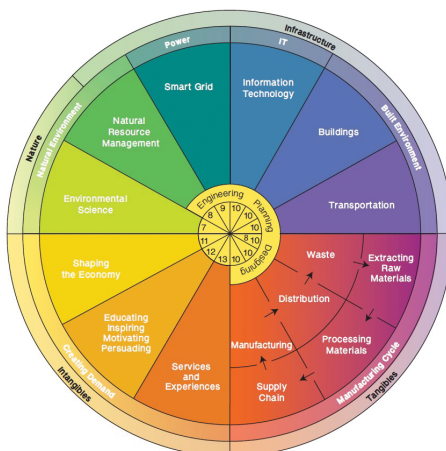 Infrastructure
Power
IT
Smart Grid
Information
Technology
Nature
Natural Environment
Natural
Resource
Management
Buildings
Built Environment
Environmental
Science
Transportation
Engineering
Planning
Designing
9
10
8
10
7
10
11
8
10
12
13
10
10
10
Shaping
the Economy
Waste
Extracting
Raw
Materials
Distribution
Educating
Inspiring
Motivating
Persuading
Manufacturing
Processing
Materials
Services
and
Experiences
Supply
Chain
Creating Demand
Intangibles
Manufacturing Cycle
Tangibles